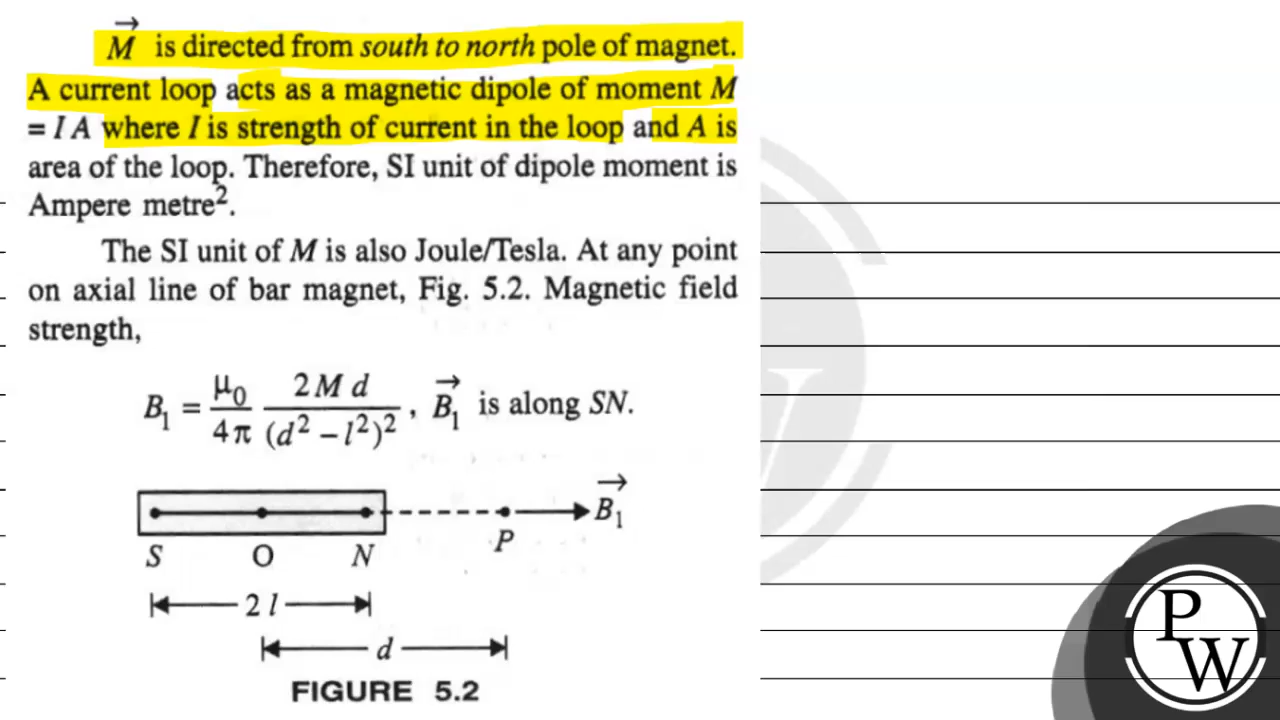 M⃗ is directed from south to north pole of magnet.
A current loop acts as a magnetic dipole of moment M
= I A where I is strength of current in the loop and A is
area of the loop. Therefore, SI unit of dipole moment is
Ampere metre².
The SI unit of M is also Joule/Tesla. At any point
on axial line of bar magnet, Fig. 5.2. Magnetic field
strength,
B₁ = μ₀/4π 2 M d/(d² – l²)², B⃗₁ is along SN.
B⃗₁
S O N P
2 l
d
FIGURE 5.2
P
W